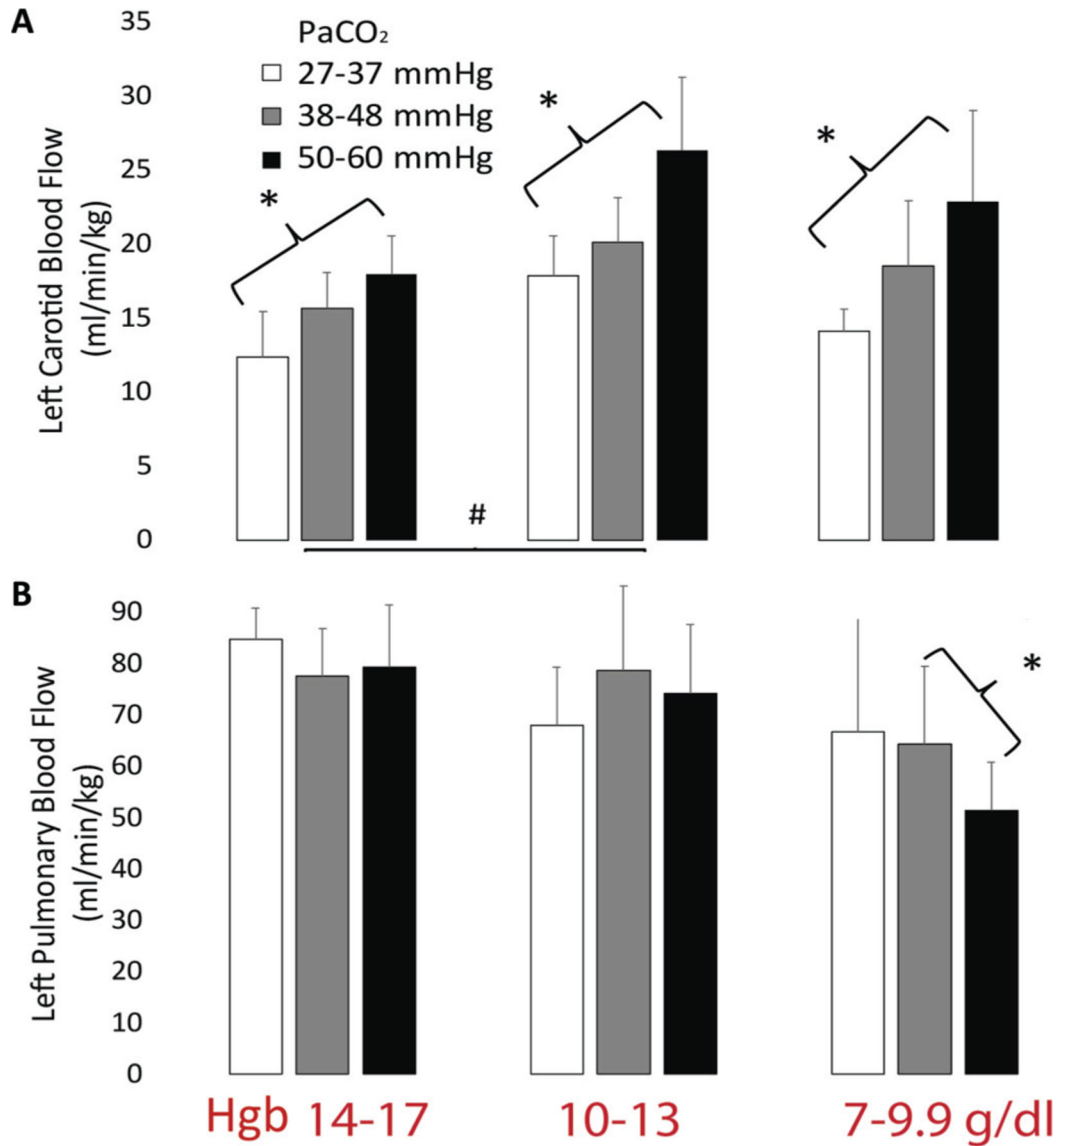 A
35
30
25
20
15
10
5
0
Left Carotid Blood Flow
(ml/min/kg)
PaCO₂
27-37 mmHg
38-48 mmHg
50-60 mmHg
*
*
*
#
B
90
80
70
60
50
40
30
20
10
0
Left Pulmonary Blood Flow
(ml/min/kg)
*
Hgb 14-17 10-13 7-9.9 g/dl